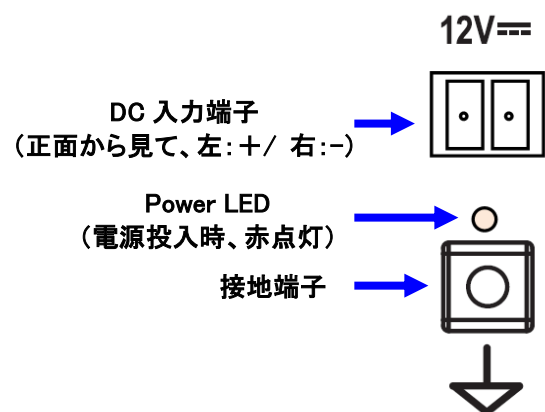 12V
DC 入力端子
（正面から見て、左：＋/ 右：-）
Power LED
（電源投入時、赤点灯）
接地端子